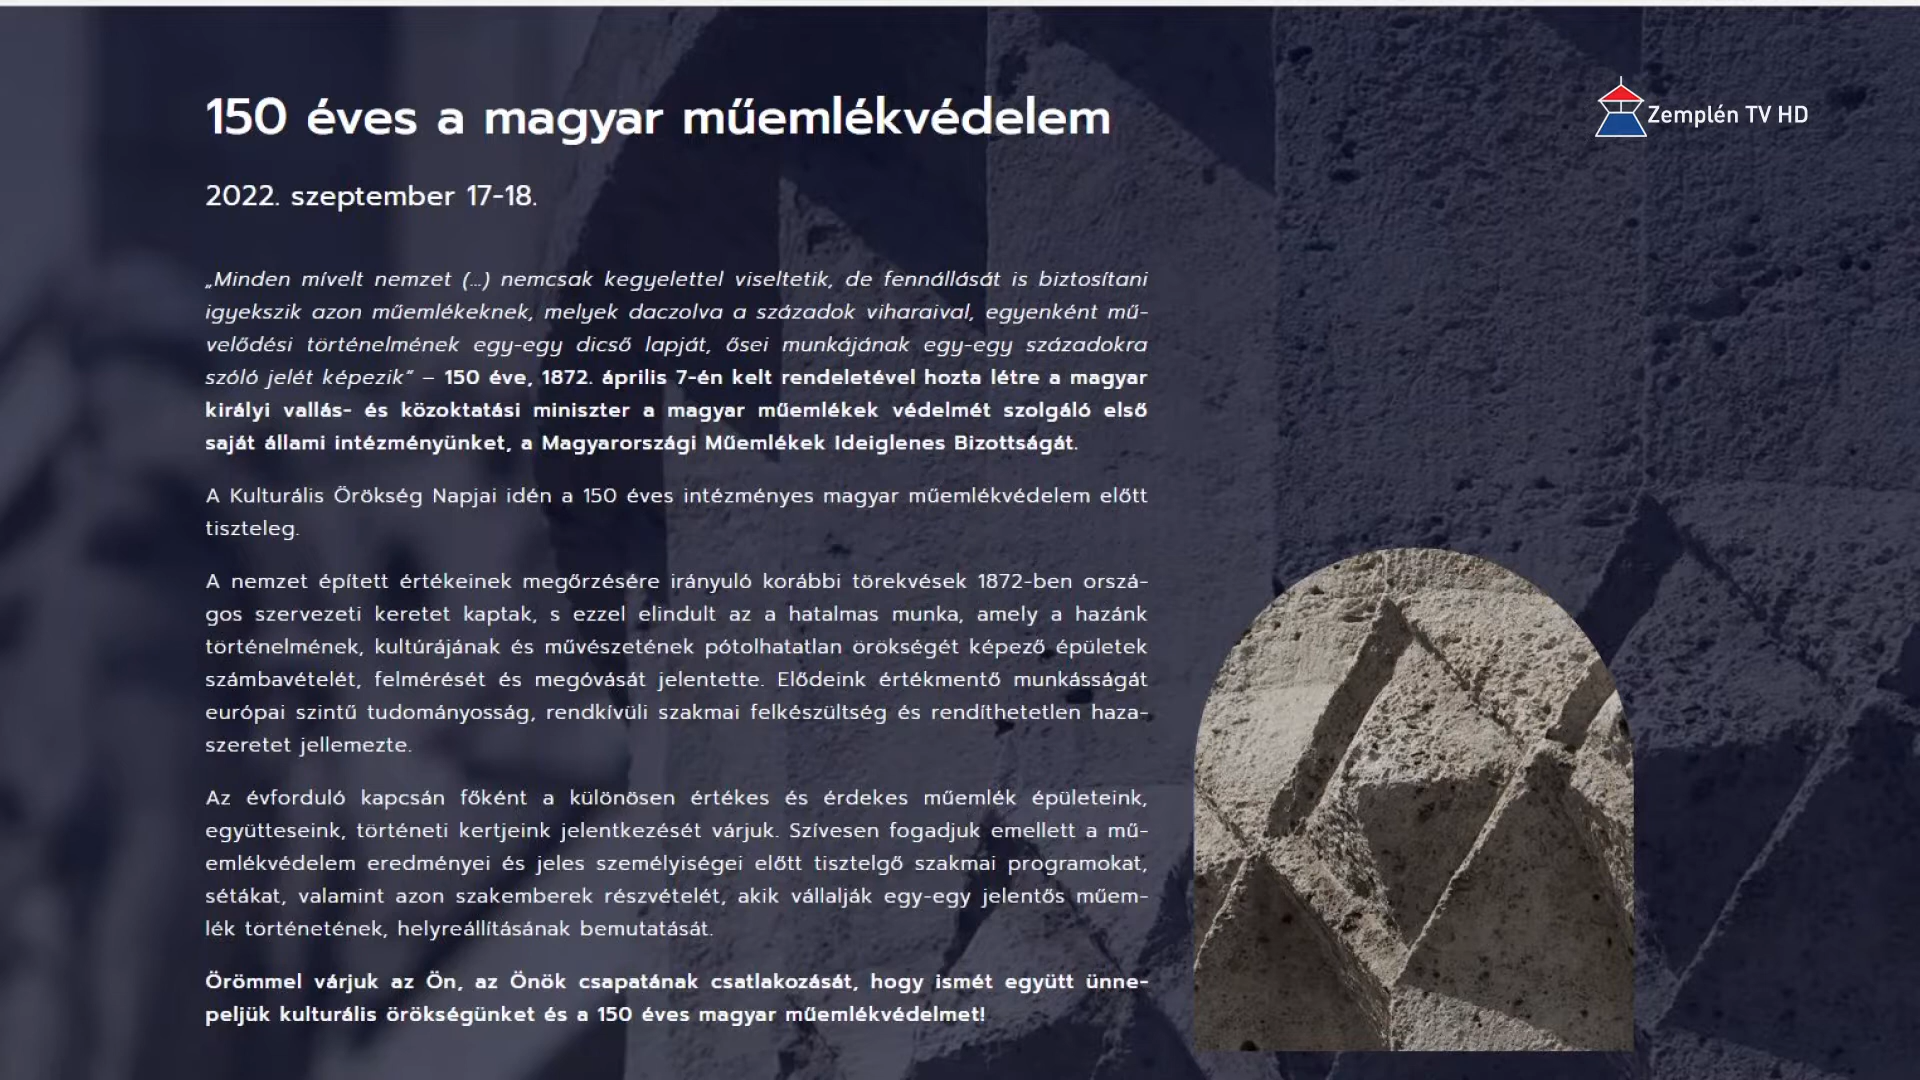 150 éves a magyar műemlékvédelem
Zemplén TV HD
2022. szeptember 17-18.
„Minden mívelt nemzet (...) nemcsak kegyelettel viseltetik, de fennállását is biztosítani
igyekszik azon műemlékeknek, melyek daczolva a századok viharaival, egyenként mű-
velődési történelmének egy-egy dicső lapját, ősei munkájának egy-egy századokra
szóló jelét képezik” – 150 éve, 1872. április 7-én kelt rendeletével hozta létre a magyar
királyi vallás- és közoktatási miniszter a magyar műemlékek védelmét szolgáló első
saját állami intézményünket, a Magyarországi Műemlékek Ideiglenes Bizottságát.
A Kulturális Örökség Napjai idén a 150 éves intézményes magyar műemlékvédelem előtt
tiszteleg.
A nemzet épített értékeinek megőrzésére irányuló korábbi törekvések 1872-ben orszá-
gos szervezeti keretet kaptak, s ezzel elindult az a hatalmas munka, amely a hazánk
történelmének, kultúrájának és művészetének pótolhatatlan örökségét képező épületek
számbavételét, felmérését és megóvását jelentette. Elődeink értékmentő munkásságát
európai szintű tudományosság, rendkívüli szakmai felkészültség és rendíthetetlen haza-
szeretet jellemezte.
Az évforduló kapcsán főként a különösen értékes és érdekes műemlék épületeink,
együtteseink, történeti kertjeink jelentkezését várjuk. Szívesen fogadjuk emellett a mű-
emlékvédelem eredményei és jeles személyiségei előtt tisztelgő szakmai programokat,
sétákat, valamint azon szakemberek részvételét, akik vállalják egy-egy jelentős műem-
lék történetének, helyreállításának bemutatását.
Örömmel várjuk az Ön, az Önök csapatának csatlakozását, hogy ismét együtt ünne-
peljük kulturális örökségünket és a 150 éves magyar műemlékvédelmet!